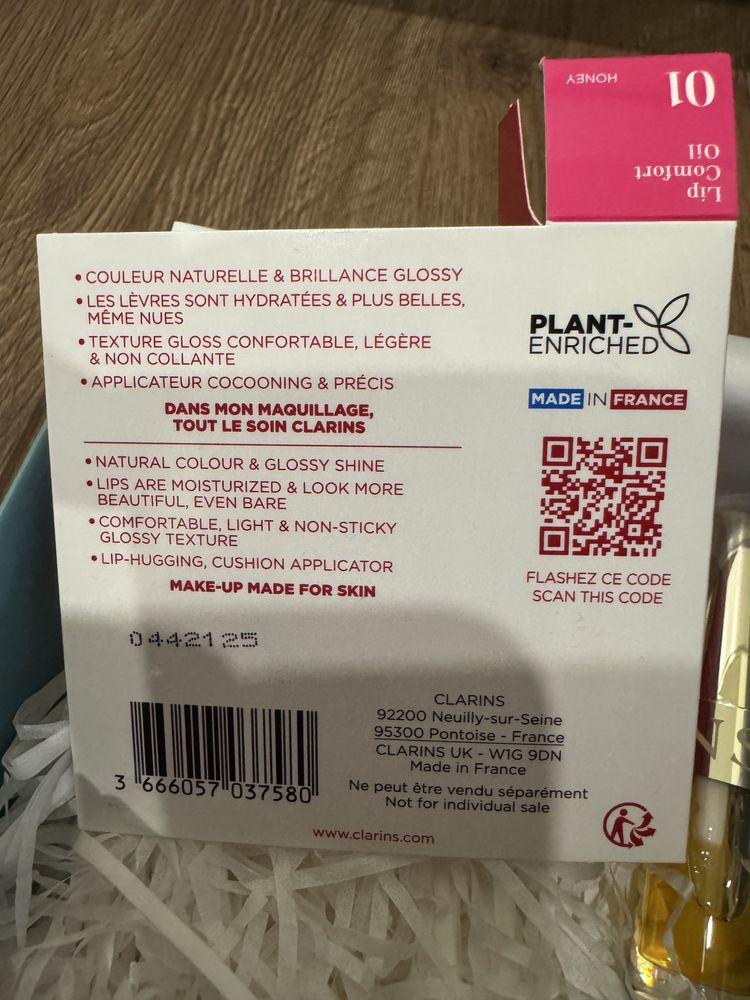 01
HONEY
Lip
Comfort
Oil
• COULEUR NATURELLE & BRILLANCE GLOSSY
• LES LÈVRES SONT HYDRATÉES & PLUS BELLES,
MÊME NUES
• TEXTURE GLOSS CONFORTABLE, LÉGÈRE
& NON COLLANTE
• APPLICATEUR COCOONING & PRÉCIS
DANS MON MAQUILLAGE,
TOUT LE SOIN CLARINS
• NATURAL COLOUR & GLOSSY SHINE
• LIPS ARE MOISTURIZED & LOOK MORE
BEAUTIFUL, EVEN BARE
• COMFORTABLE, LIGHT & NON-STICKY
GLOSSY TEXTURE
• LIP-HUGGING, CUSHION APPLICATOR
MAKE-UP MADE FOR SKIN
PLANT-
ENRICHED
MADE IN FRANCE
FLASHEZ CE CODE
SCAN THIS CODE
0442125
3 666057 037580
CLARINS
92200 Neuilly-sur-Seine
95300 Pontoise - France
CLARINS UK - W1G 9DN
Made in France
Ne peut être vendu séparément
Not for individual sale
www.clarins.com